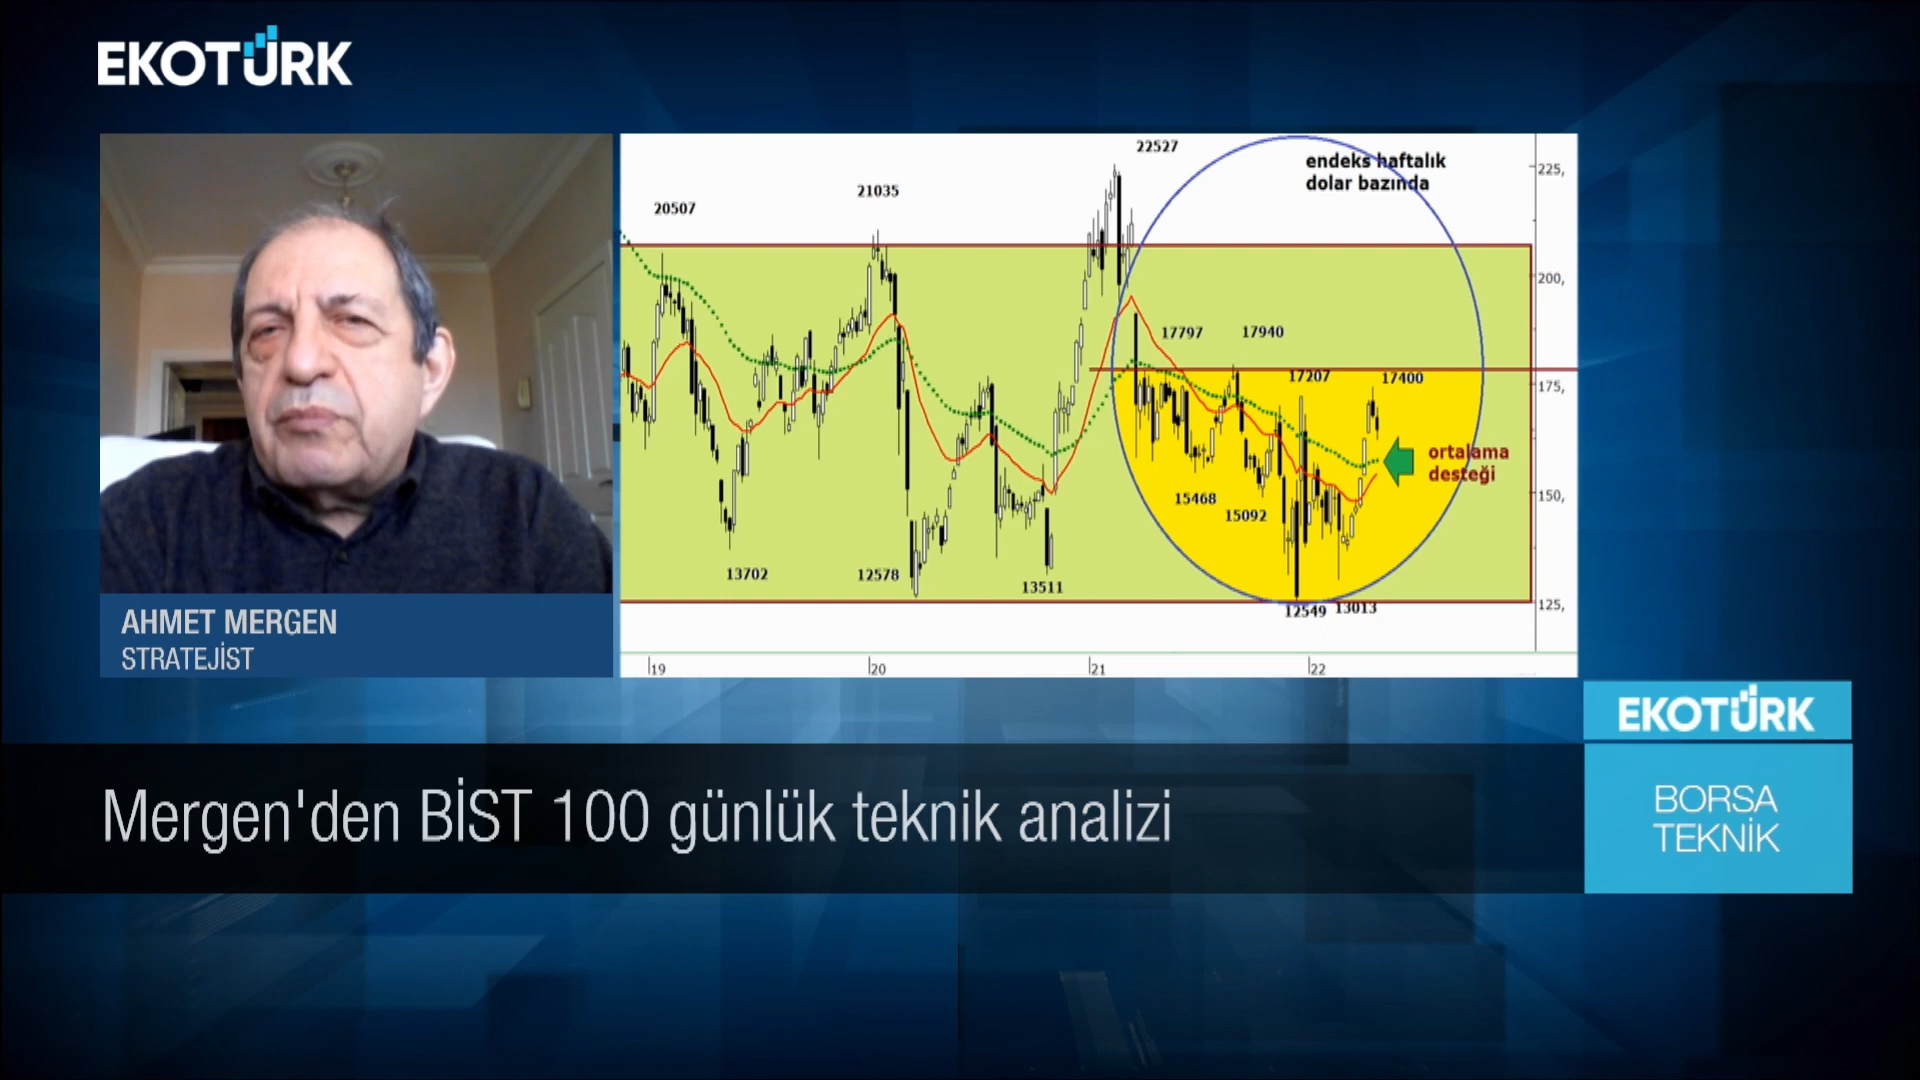 EKOTÜRK
22527
endeks haftalık
dolar bazında
225,
21035
20507
200,
17797
17940
17207
17400
175,
ortalama
desteği
15468
15092
150,
13702
12578
13511
12549
13013
125,
19
20
21
22
AHMET MERGEN
STRATEJİST
EKOTÜRK
Mergen'den BİST 100 günlük teknik analizi
BORSA
TEKNİK